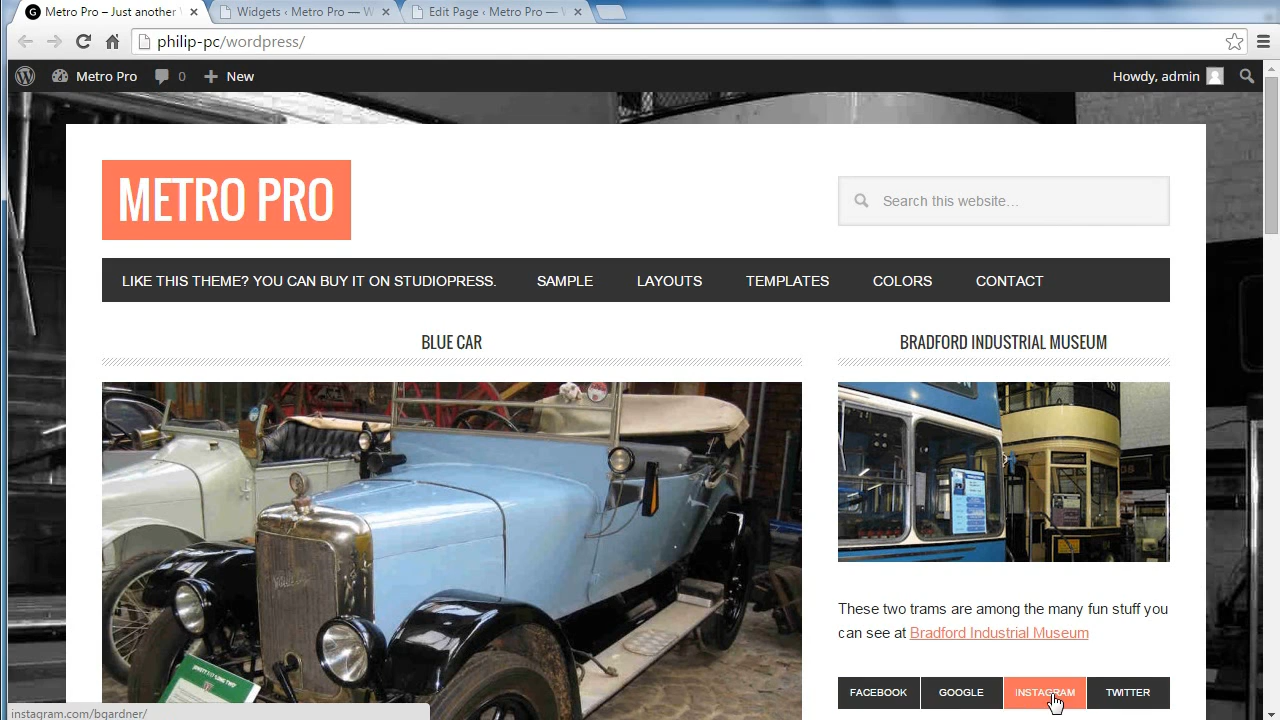 Metro Pro – Just another
Widgets ‹ Metro Pro — W
Edit Page ‹ Metro Pro —
philip-pc/wordpress/
Metro Pro
0
New
Howdy, admin
METRO PRO
Search this website...
LIKE THIS THEME? YOU CAN BUY IT ON STUDIOPRESS.
SAMPLE
LAYOUTS
TEMPLATES
COLORS
CONTACT
BLUE CAR
BRADFORD INDUSTRIAL MUSEUM
These two trams are among the many fun stuff you
can see at Bradford Industrial Museum
FACEBOOK
GOOGLE
INSTAGRAM
TWITTER
instagram.com/bgardner/